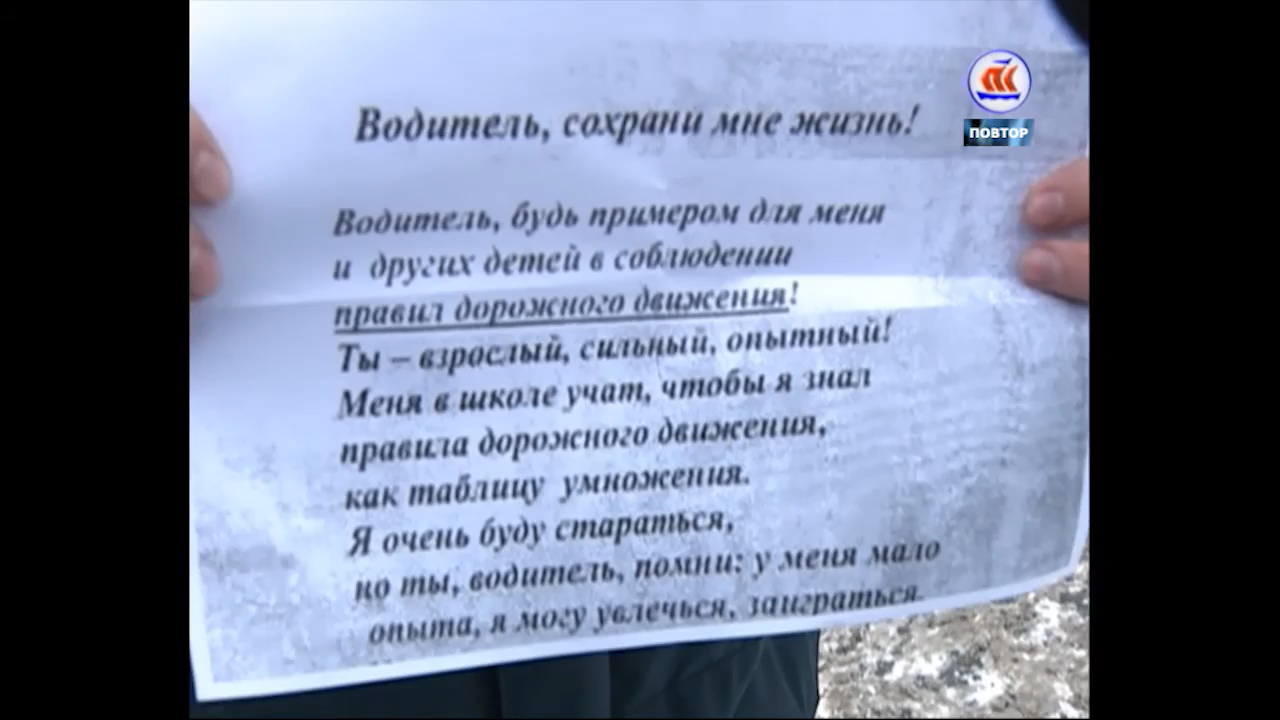 ПОВТОР
Водитель, сохрани мне жизнь!
Водитель, будь примером для меня
и других детей в соблюдении
правил дорожного движения!
Ты – взрослый, сильный, опытный!
Меня в школе учат, чтобы я знал
правила дорожного движения,
как таблицу умножения.
Я очень буду стараться,
но ты, водитель, помни: у меня мало
опыта, я могу увлечься, заиграться.